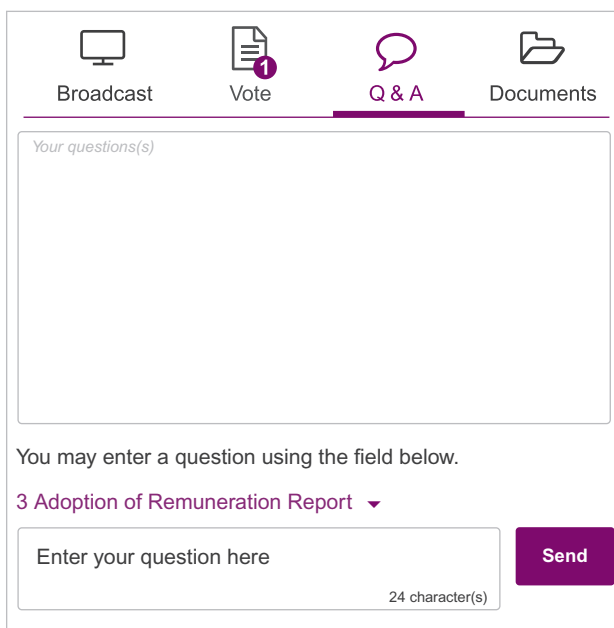 1
Broadcast Vote Q & A Documents
Your questions(s)
You may enter a question using the field below.
3 Adoption of Remuneration Report
Enter your question here
Send
24 character(s)